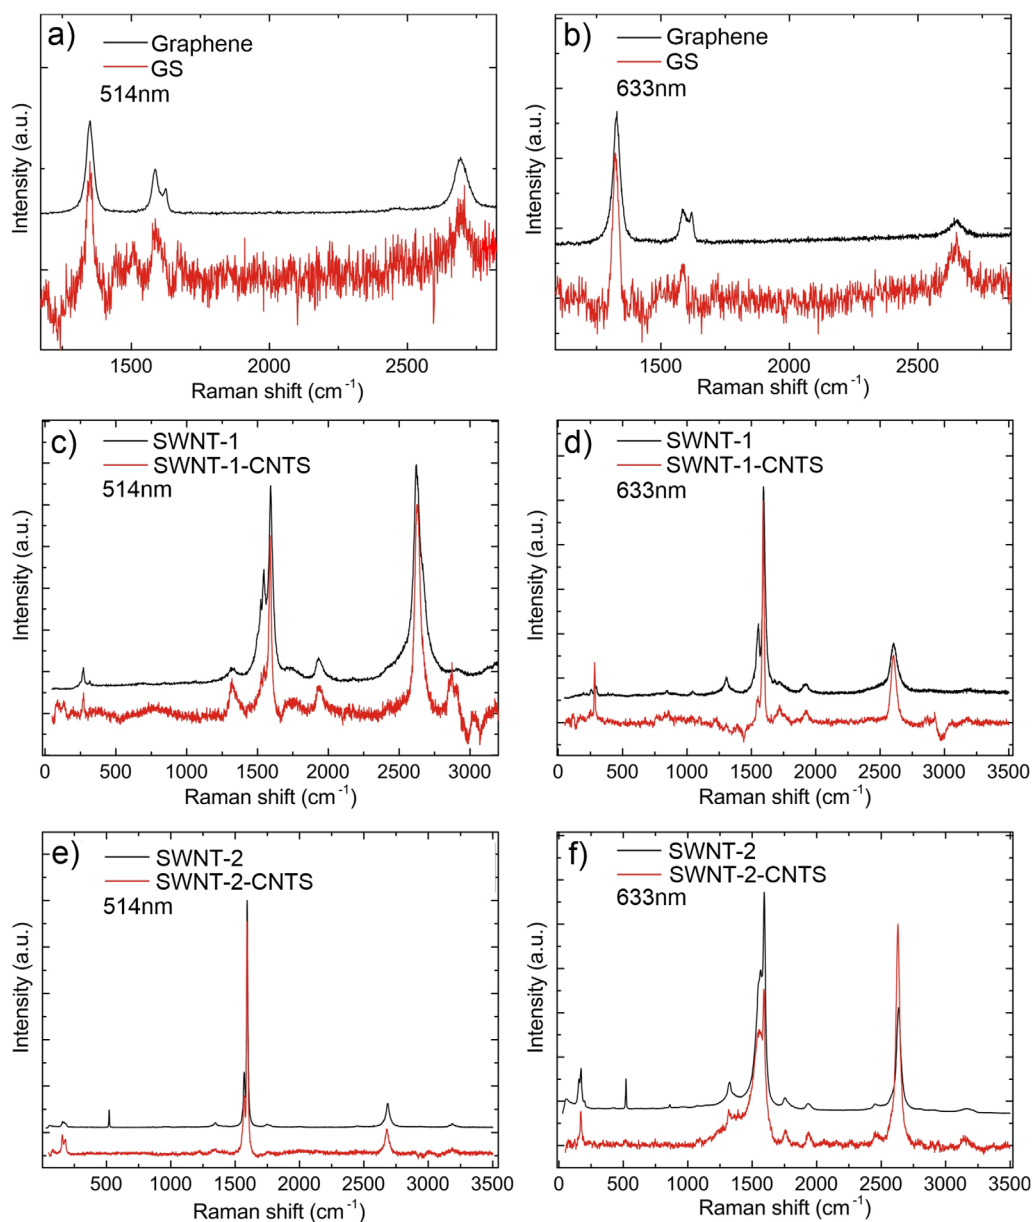 a)
Graphene
GS
514nm
Intensity (a.u.)
1500 2000 2500
Raman shift (cm-1)
b)
Graphene
GS
633nm
Intensity (a.u.)
1500 2000 2500
Raman shift (cm-1)
c)
SWNT-1
SWNT-1-CNTS
514nm
Intensity (a.u.)
0 500 1000 1500 2000 2500 3000
Raman shift (cm-1)
d)
SWNT-1
SWNT-1-CNTS
633nm
Intensity (a.u.)
0 500 1000 1500 2000 2500 3000 3500
Raman shift (cm-1)
e)
SWNT-2
SWNT-2-CNTS
514nm
Intensity (a.u.)
500 1000 1500 2000 2500 3000 3500
Raman shift (cm-1)
f)
SWNT-2
SWNT-2-CNTS
633nm
Intensity (a.u.)
0 500 1000 1500 2000 2500 3000 3500
Raman shift (cm-1)